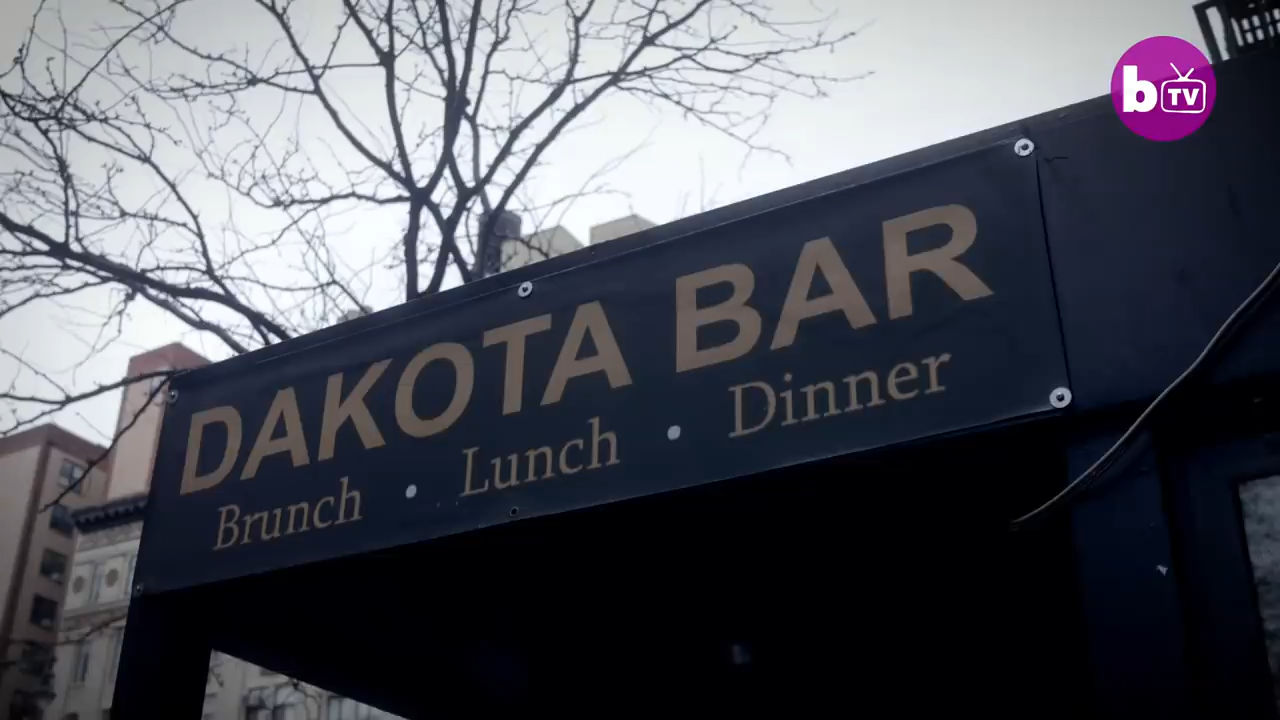 bTV
DAKOTA BAR
Brunch • Lunch • Dinner